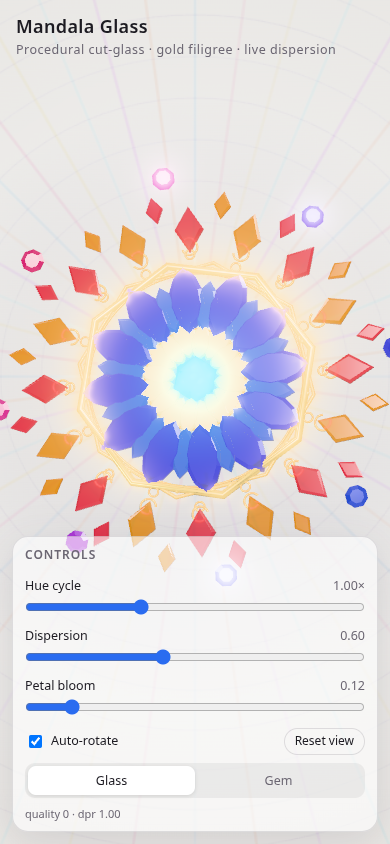 Mandala Glass
Procedural cut-glass · gold filigree · live dispersion
CONTROLS
Hue cycle 1.00×
Dispersion 0.60
Petal bloom 0.12
Auto-rotate Reset view
Glass Gem
quality 0 · dpr 1.00